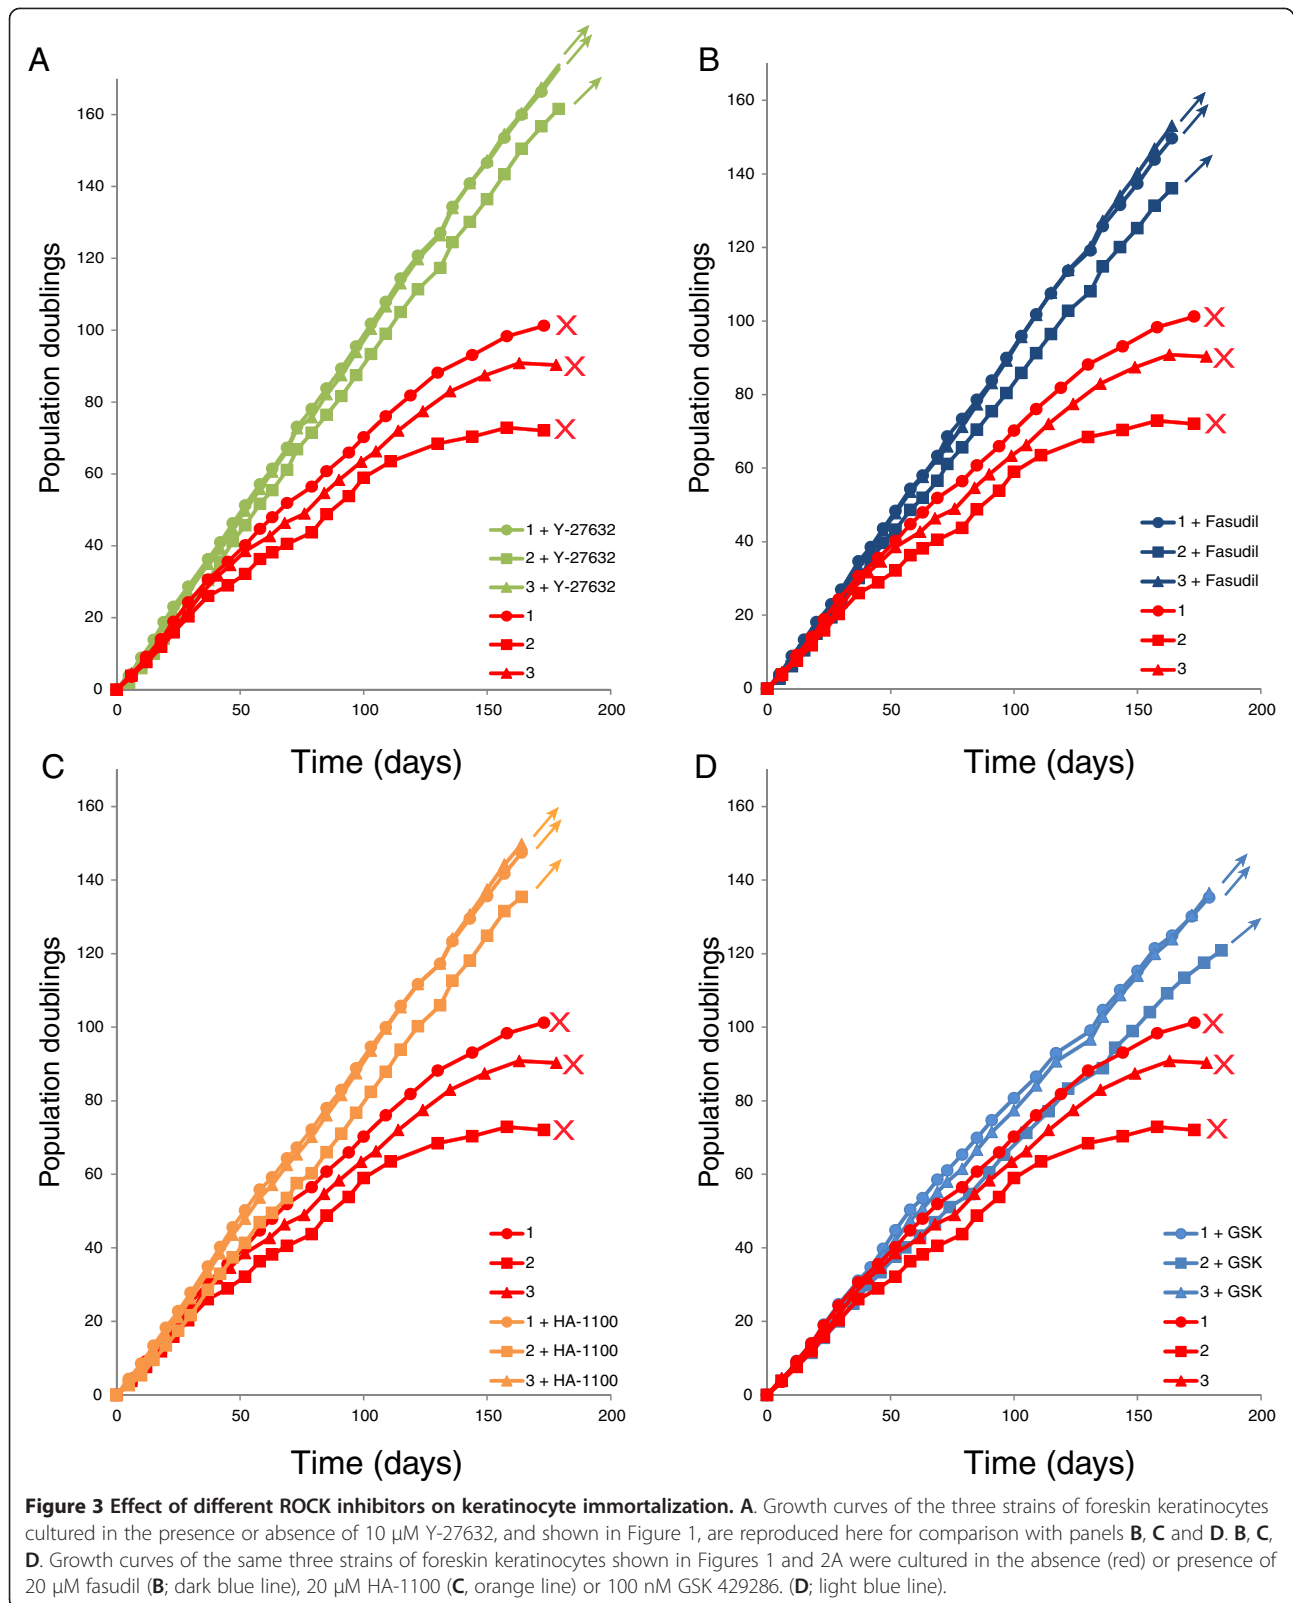 A
Population doublings
160
140
120
100
80
60
40
20
0
0 50 100 150 200
1 + Y-27632
2 + Y-27632
3 + Y-27632
1
2
3
Time (days)
B
Population doublings
160
140
120
100
80
60
40
20
0
0 50 100 150 200
1 + Fasudil
2 + Fasudil
3 + Fasudil
1
2
3
Time (days)
C
Population doublings
160
140
120
100
80
60
40
20
0
0 50 100 150 200
1
2
3
1 + HA-1100
2 + HA-1100
3 + HA-1100
Time (days)
D
Population doublings
160
140
120
100
80
60
40
20
0
0 50 100 150 200
1 + GSK
2 + GSK
3 + GSK
1
2
3
Time (days)
Figure 3 Effect of different ROCK inhibitors on keratinocyte immortalization. A. Growth curves of the three strains of foreskin keratinocytes
cultured in the presence or absence of 10 μM Y-27632, and shown in Figure 1, are reproduced here for comparison with panels B, C and D. B, C,
D. Growth curves of the same three strains of foreskin keratinocytes shown in Figures 1 and 2A were cultured in the absence (red) or presence of
20 μM fasudil (B; dark blue line), 20 μM HA-1100 (C, orange line) or 100 nM GSK 429286. (D; light blue line).